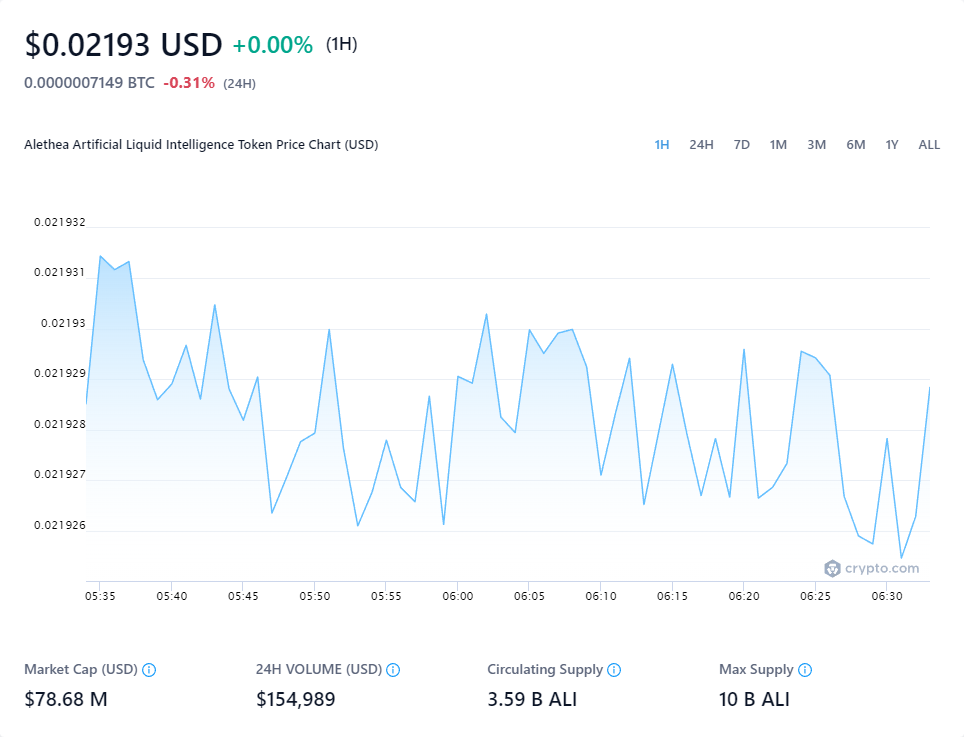 $0.02193 USD +0.00% (1H)
0.0000007149 BTC -0.31% (24H)
Alethea Artificial Liquid Intelligence Token Price Chart (USD)
1H 24H 7D 1M 3M 6M 1Y ALL
0.021932
0.021931
0.02193
0.021929
0.021928
0.021927
0.021926
crypto.com
05:35 05:40 05:45 05:50 05:55 06:00 06:05 06:10 06:15 06:20 06:25 06:30
Market Cap (USD) 24H VOLUME (USD) Circulating Supply Max Supply
$78.68 M $154,989 3.59 B ALI 10 B ALI